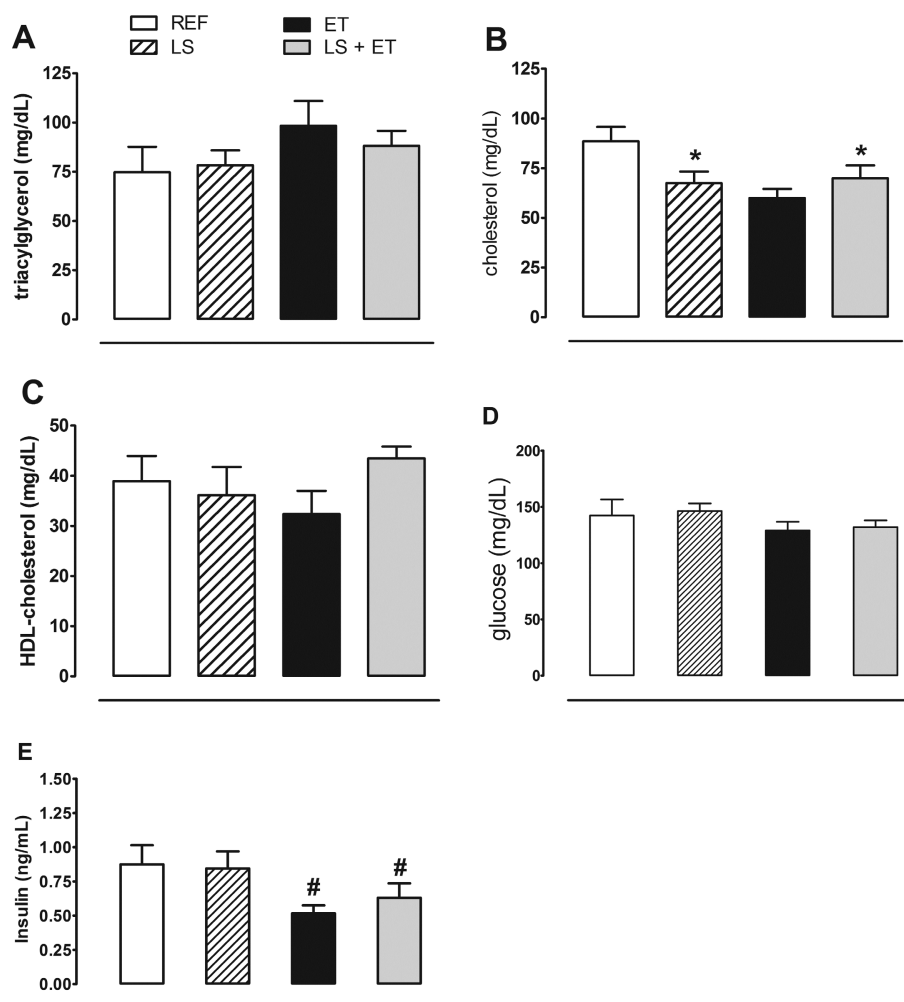 REF
ET
LS
LS + ET
A
triacylglycerol (mg/dL)
125
100
75
50
25
0
B
cholesterol (mg/dL)
125
100
75
50
25
0
*
*
C
HDL-cholesterol (mg/dL)
50
40
30
20
10
0
D
glucose (mg/dL)
200
150
100
50
0
E
Insulin (ng/mL)
1.50
1.25
1.00
0.75
0.50
0.25
0.00
#
#